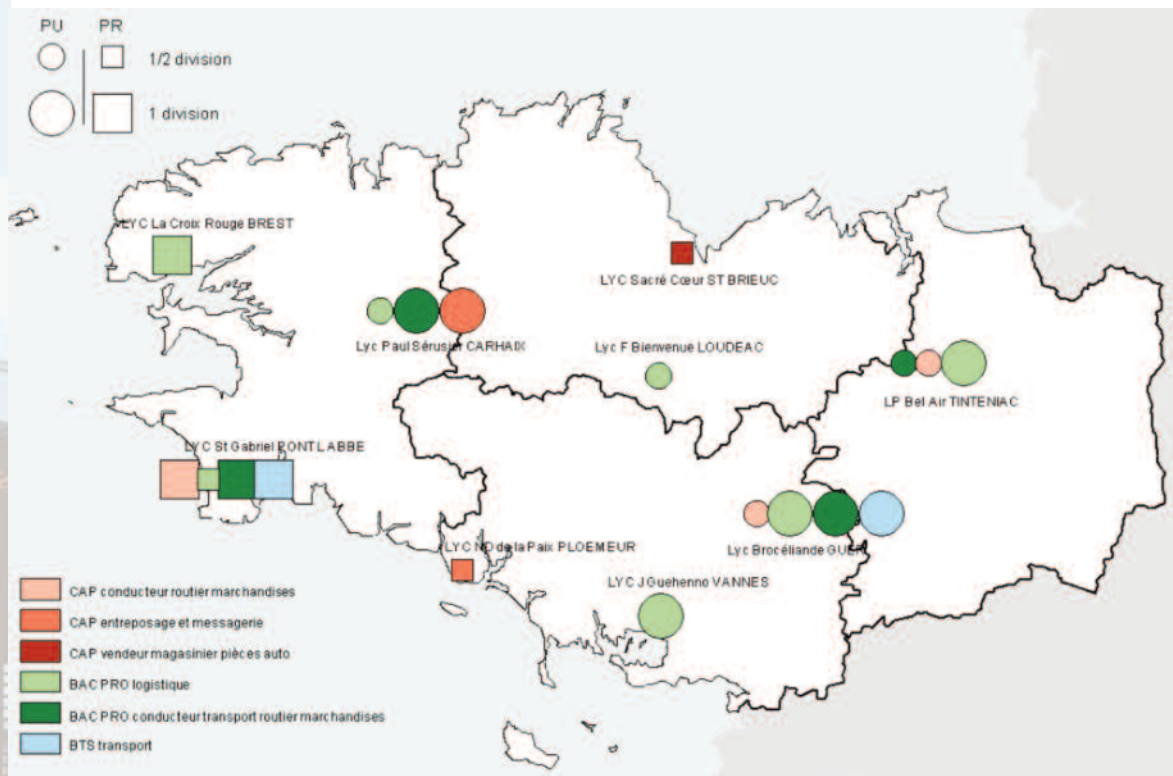 PU PR
1/2 division
1 division
LYC La Croix Rouge BREST
LYC Sacré Cœur ST BRIEUC
Lyc Paul Sérusier CARHAIX
Lyc F Bienvenue LOUDEAC
LP Bel Air TINTENIAC
LYC St Gabriel PONT LABBE
LYC ND de la Paix PLOEMEUR
Lyc Brocéliande GUER
LYC J Guehenno VANNES
CAP conducteur routier marchandises
CAP entreposage et messagerie
CAP vendeur magasinier pièces auto
BAC PRO logistique
BAC PRO conducteur transport routier marchandises
BTS transport